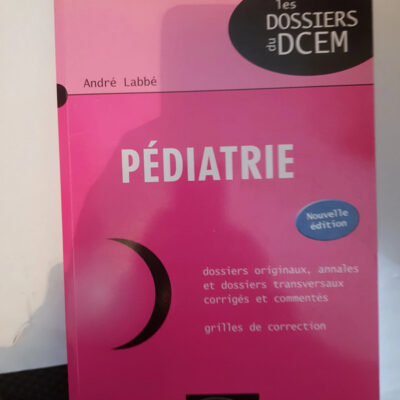 les
DOSSIERS
du DCEM
André Labbé
PÉDIATRIE
Nouvelle
édition
dossiers originaux, annales
et dossiers transversaux
corrigés et commentés
grilles de correction